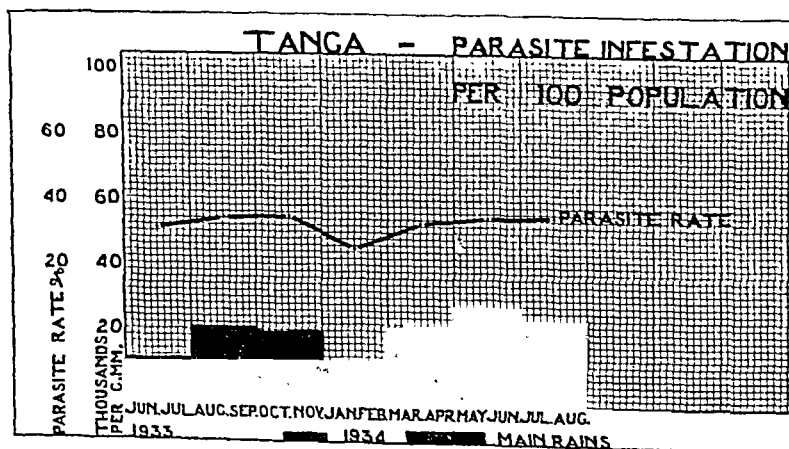 TANGA - PARASITE INFESTATION
PER 100 POPULATION
100
60 80
40 60
PARASITE RATE
20 40
20
PARASITE RATE %
THOUSANDS PER C.MM.
JUN. JUL. AUG. SEP. OCT. NOV. JAN. FEB. MAR. APR. MAY. JUN. JUL. AUG.
1933 1934 MAIN RAINS